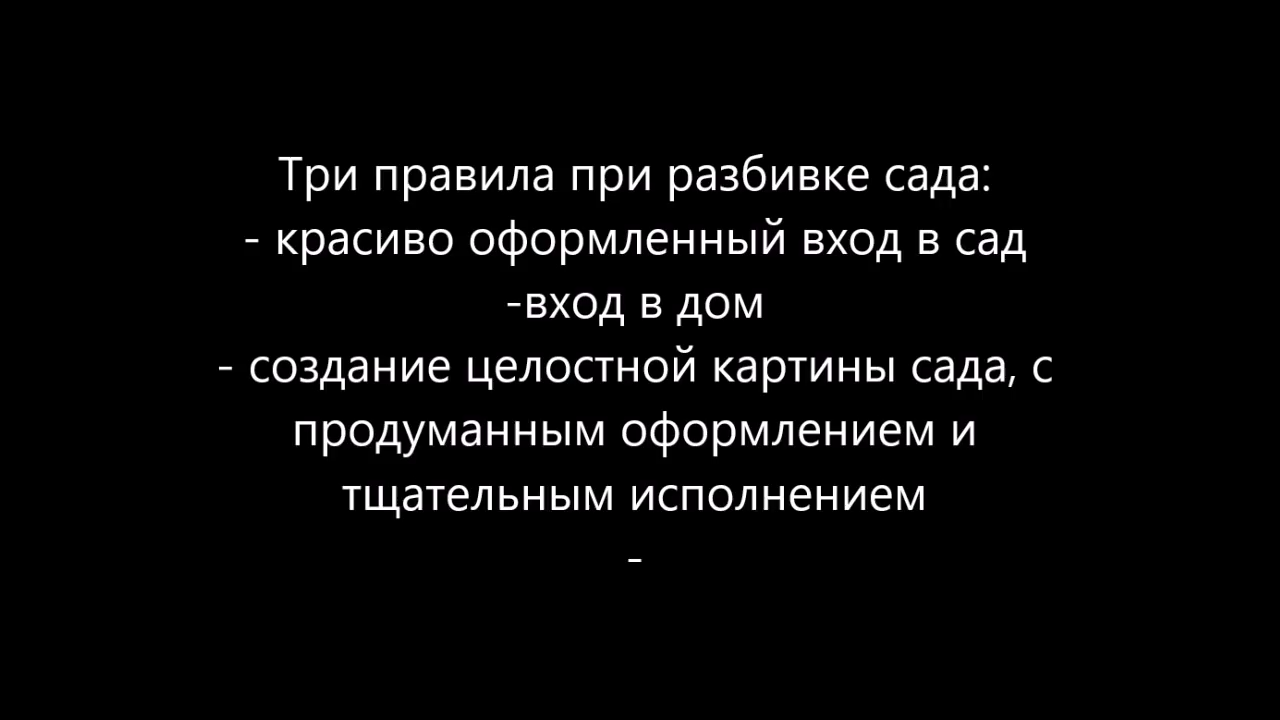 Три правила при разбивке сада:
- красиво оформленный вход в сад
-вход в дом
- создание целостной картины сада, с
продуманным оформлением и
тщательным исполнением
-